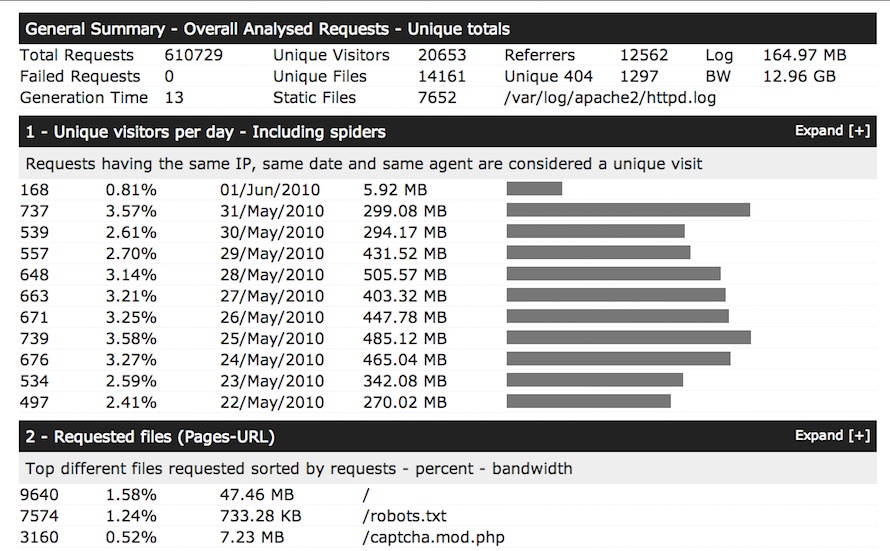 General Summary - Overall Analysed Requests - Unique totals
Total Requests 610729 Unique Visitors 20653 Referrers 12562 Log 164.97 MB
Failed Requests 0 Unique Files 14161 Unique 404 1297 BW 12.96 GB
Generation Time 13 Static Files 7652 /var/log/apache2/httpd.log
1 - Unique visitors per day - Including spiders Expand [+]
Requests having the same IP, same date and same agent are considered a unique visit
168 0.81% 01/Jun/2010 5.92 MB
737 3.57% 31/May/2010 299.08 MB
539 2.61% 30/May/2010 294.17 MB
557 2.70% 29/May/2010 431.52 MB
648 3.14% 28/May/2010 505.57 MB
663 3.21% 27/May/2010 403.32 MB
671 3.25% 26/May/2010 447.78 MB
739 3.58% 25/May/2010 485.12 MB
676 3.27% 24/May/2010 465.04 MB
534 2.59% 23/May/2010 342.08 MB
497 2.41% 22/May/2010 270.02 MB
2 - Requested files (Pages-URL) Expand [+]
Top different files requested sorted by requests - percent - bandwidth
9640 1.58% 47.46 MB /
7574 1.24% 733.28 KB /robots.txt
3160 0.52% 7.23 MB /captcha.mod.php